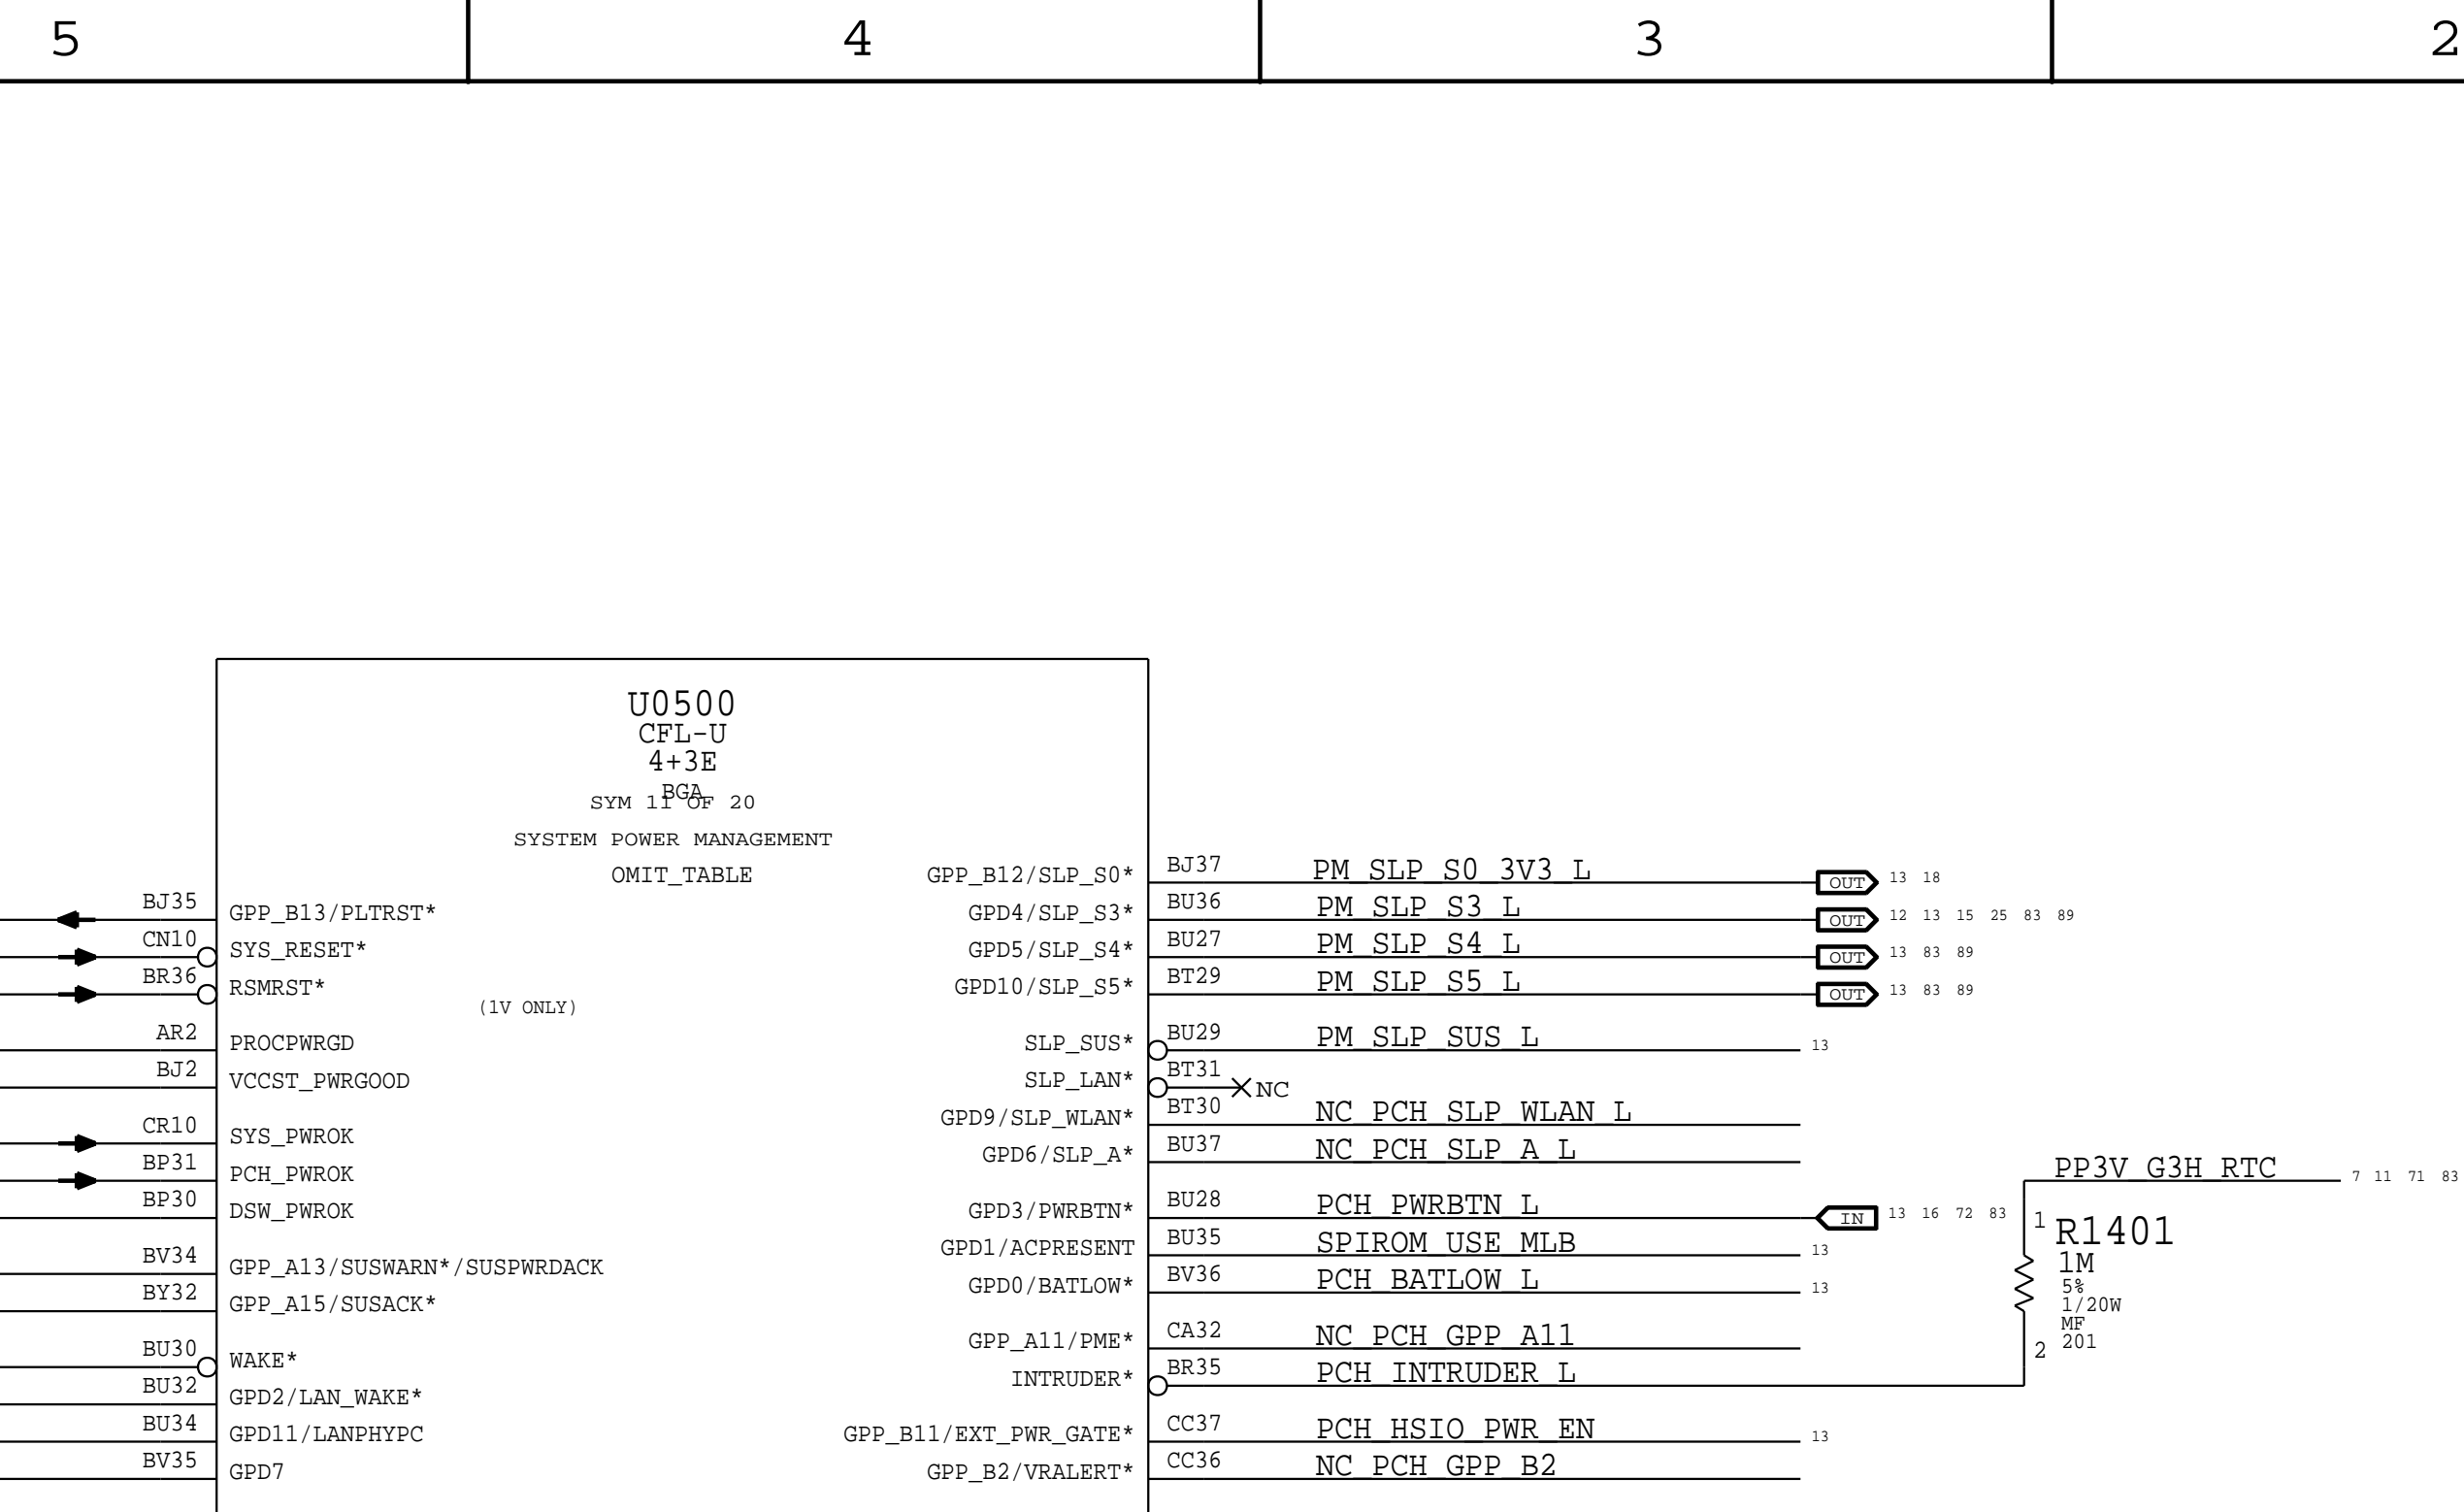 5 4 3 2
U0500
CFL-U
4+3E
BGA
SYM 11 OF 20
SYSTEM POWER MANAGEMENT
OMIT_TABLE
BJ35 GPP_B13/PLTRST*
CN10 SYS_RESET*
BR36 RSMRST*
(1V ONLY)
AR2 PROCPWRGD
BJ2 VCCST_PWRGOOD
CR10 SYS_PWROK
BP31 PCH_PWROK
BP30 DSW_PWROK
BV34 GPP_A13/SUSWARN*/SUSPWRDACK
BY32 GPP_A15/SUSACK*
BU30 WAKE*
BU32 GPD2/LAN_WAKE*
BU34 GPD11/LANPHYPC
BV35 GPD7
GPP_B12/SLP_S0* BJ37 PM_SLP_S0_3V3_L OUT 13 18
GPD4/SLP_S3* BU36 PM_SLP_S3_L OUT 12 13 15 25 83 89
GPD5/SLP_S4* BU27 PM_SLP_S4_L OUT 13 83 89
GPD10/SLP_S5* BT29 PM_SLP_S5_L OUT 13 83 89
SLP_SUS* BU29 PM_SLP_SUS_L 13
SLP_LAN* BT31 NC
GPD9/SLP_WLAN* BT30 NC_PCH_SLP_WLAN_L
GPD6/SLP_A* BU37 NC_PCH_SLP_A_L
GPD3/PWRBTN* BU28 PCH_PWRBTN_L IN 13 16 72 83
GPD1/ACPRESENT BU35 SPIROM_USE_MLB 13
GPD0/BATLOW* BV36 PCH_BATLOW_L 13
GPP_A11/PME* CA32 NC_PCH_GPP_A11
INTRUDER* BR35 PCH_INTRUDER_L
GPP_B11/EXT_PWR_GATE* CC37 PCH_HSIO_PWR_EN 13
GPP_B2/VRALERT* CC36 NC_PCH_GPP_B2
PP3V_G3H_RTC 7 11 71 83
1 R1401
1M
5%
1/20W
MF
2 201